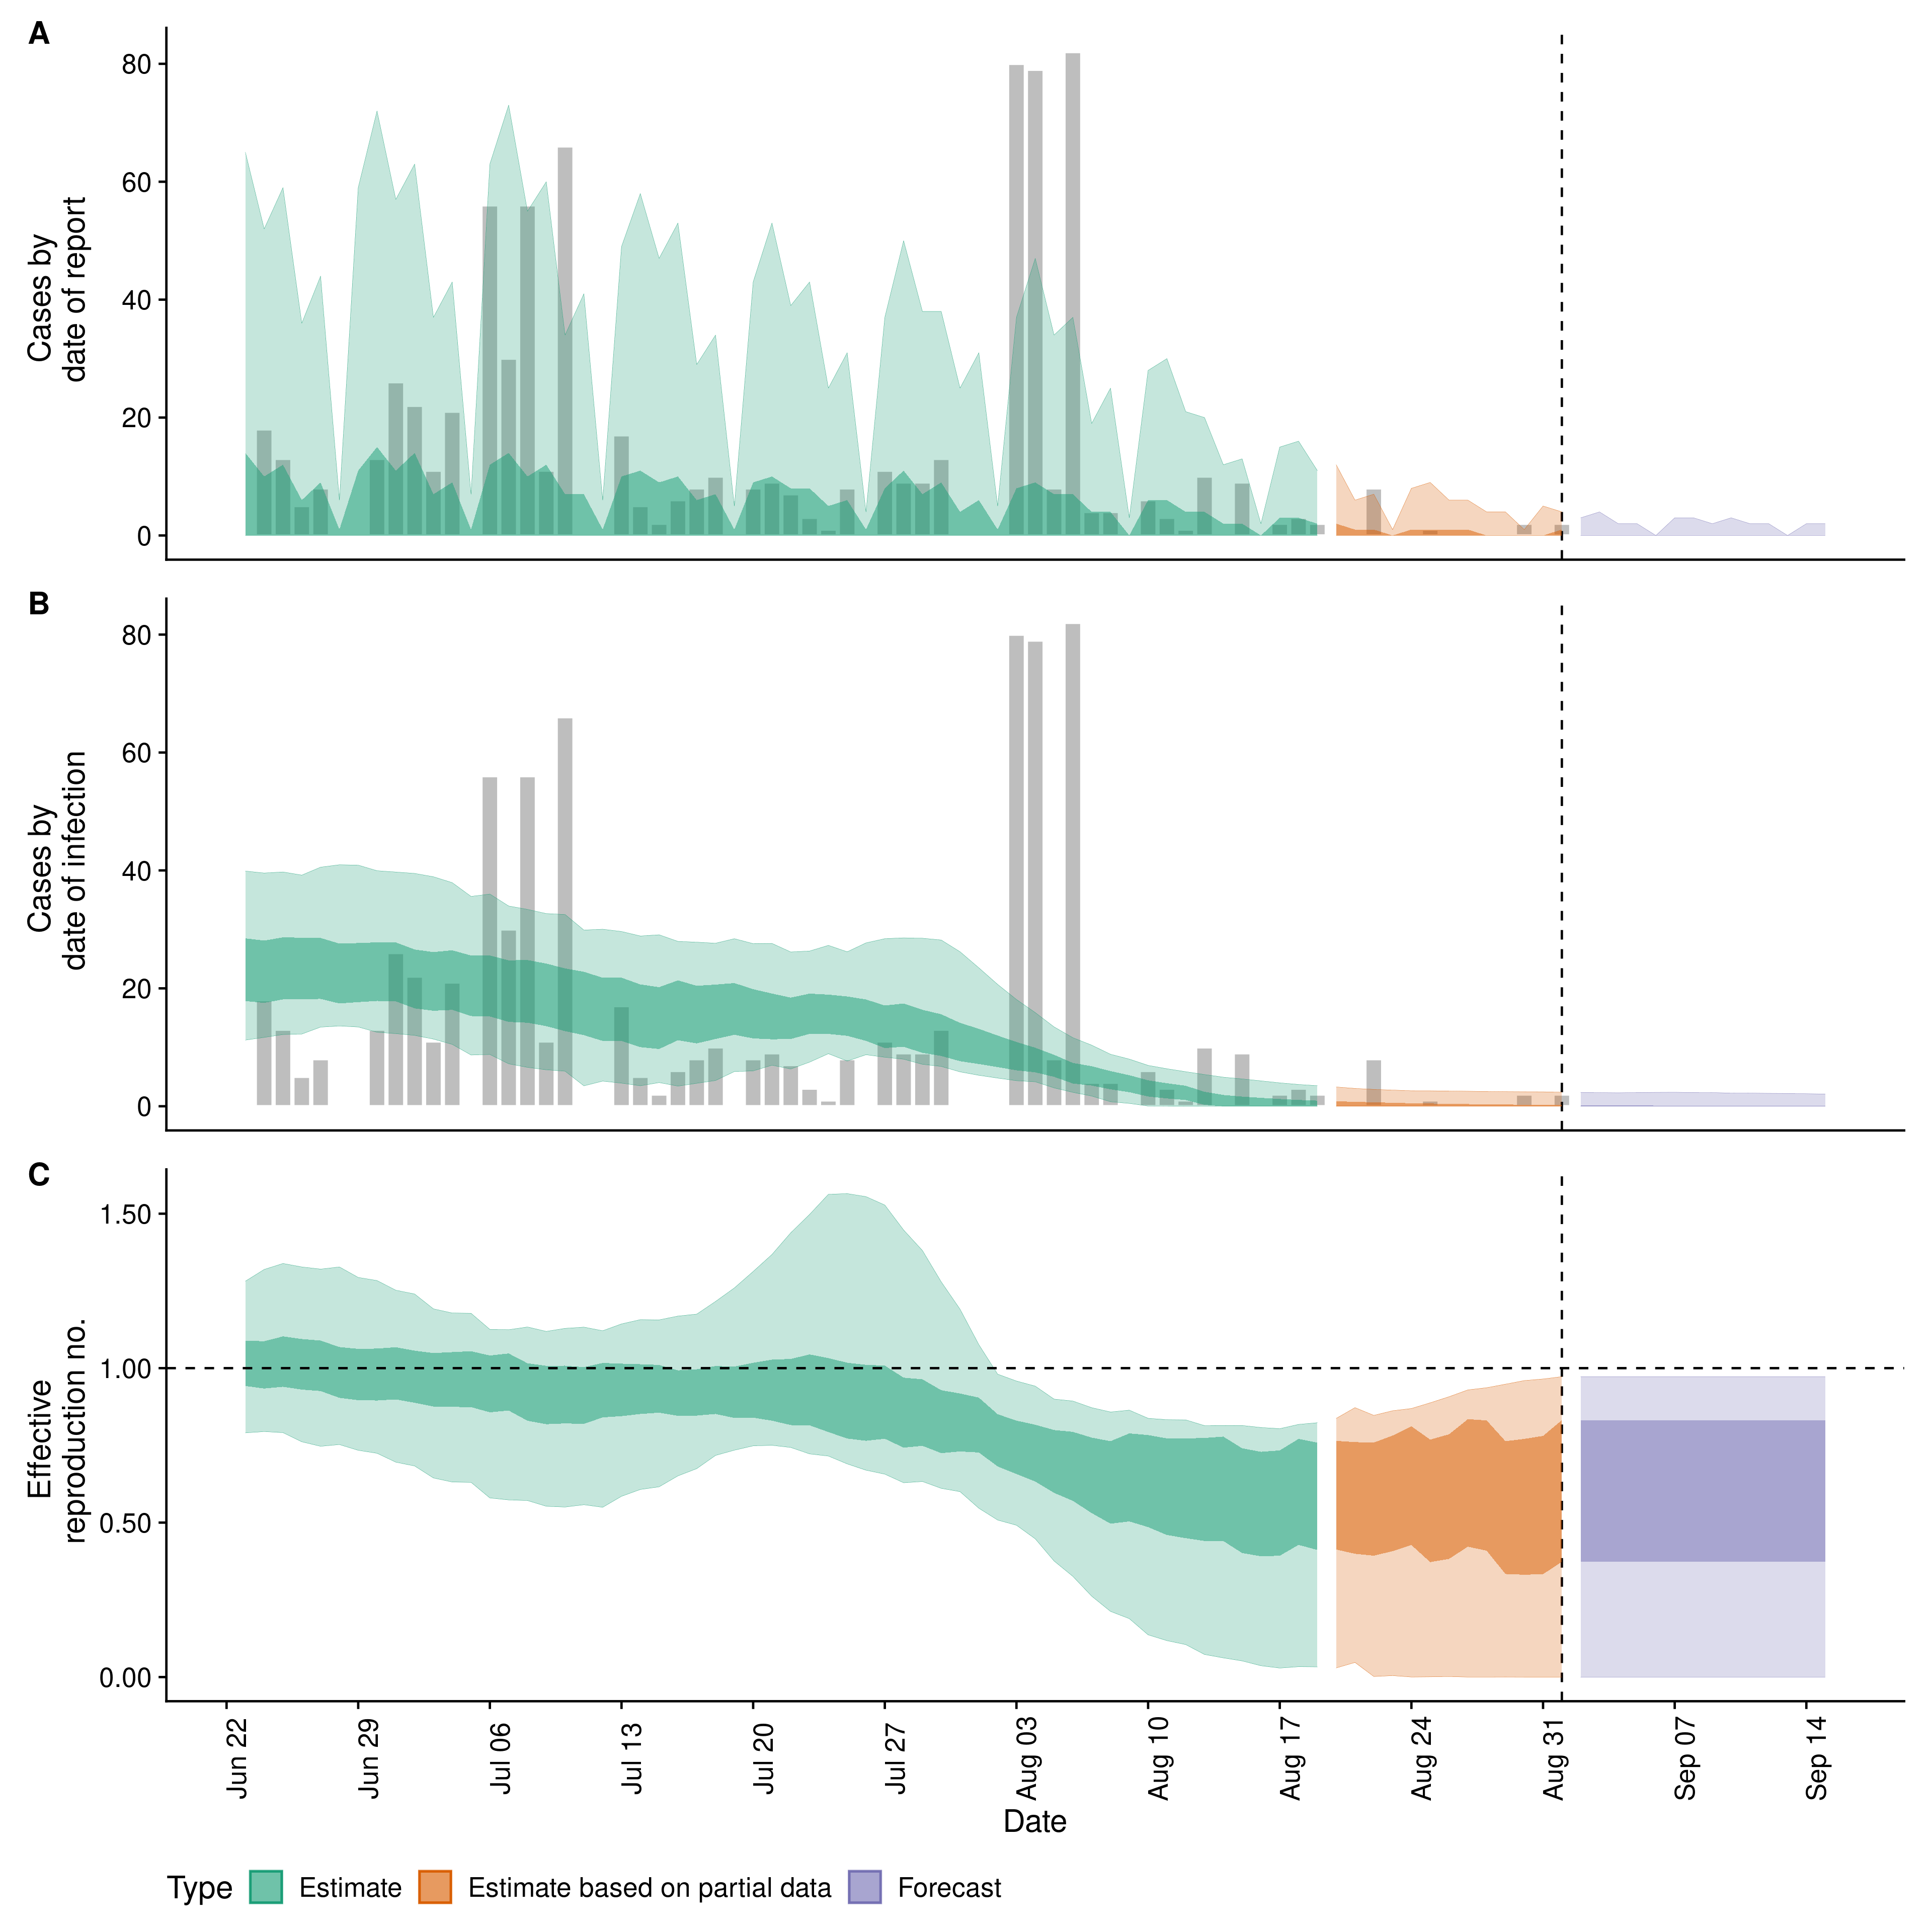 A
80
60
40
20
0
Cases by
date of report
B
80
60
40
20
0
Cases by
date of infection
C
1.50
1.00
0.50
0.00
Effective
reproduction no.
Jun 22
Jun 29
Jul 06
Jul 13
Jul 20
Jul 27
Aug 03
Aug 10
Aug 17
Aug 24
Aug 31
Sep 07
Sep 14
Date
Type Estimate Estimate based on partial data Forecast